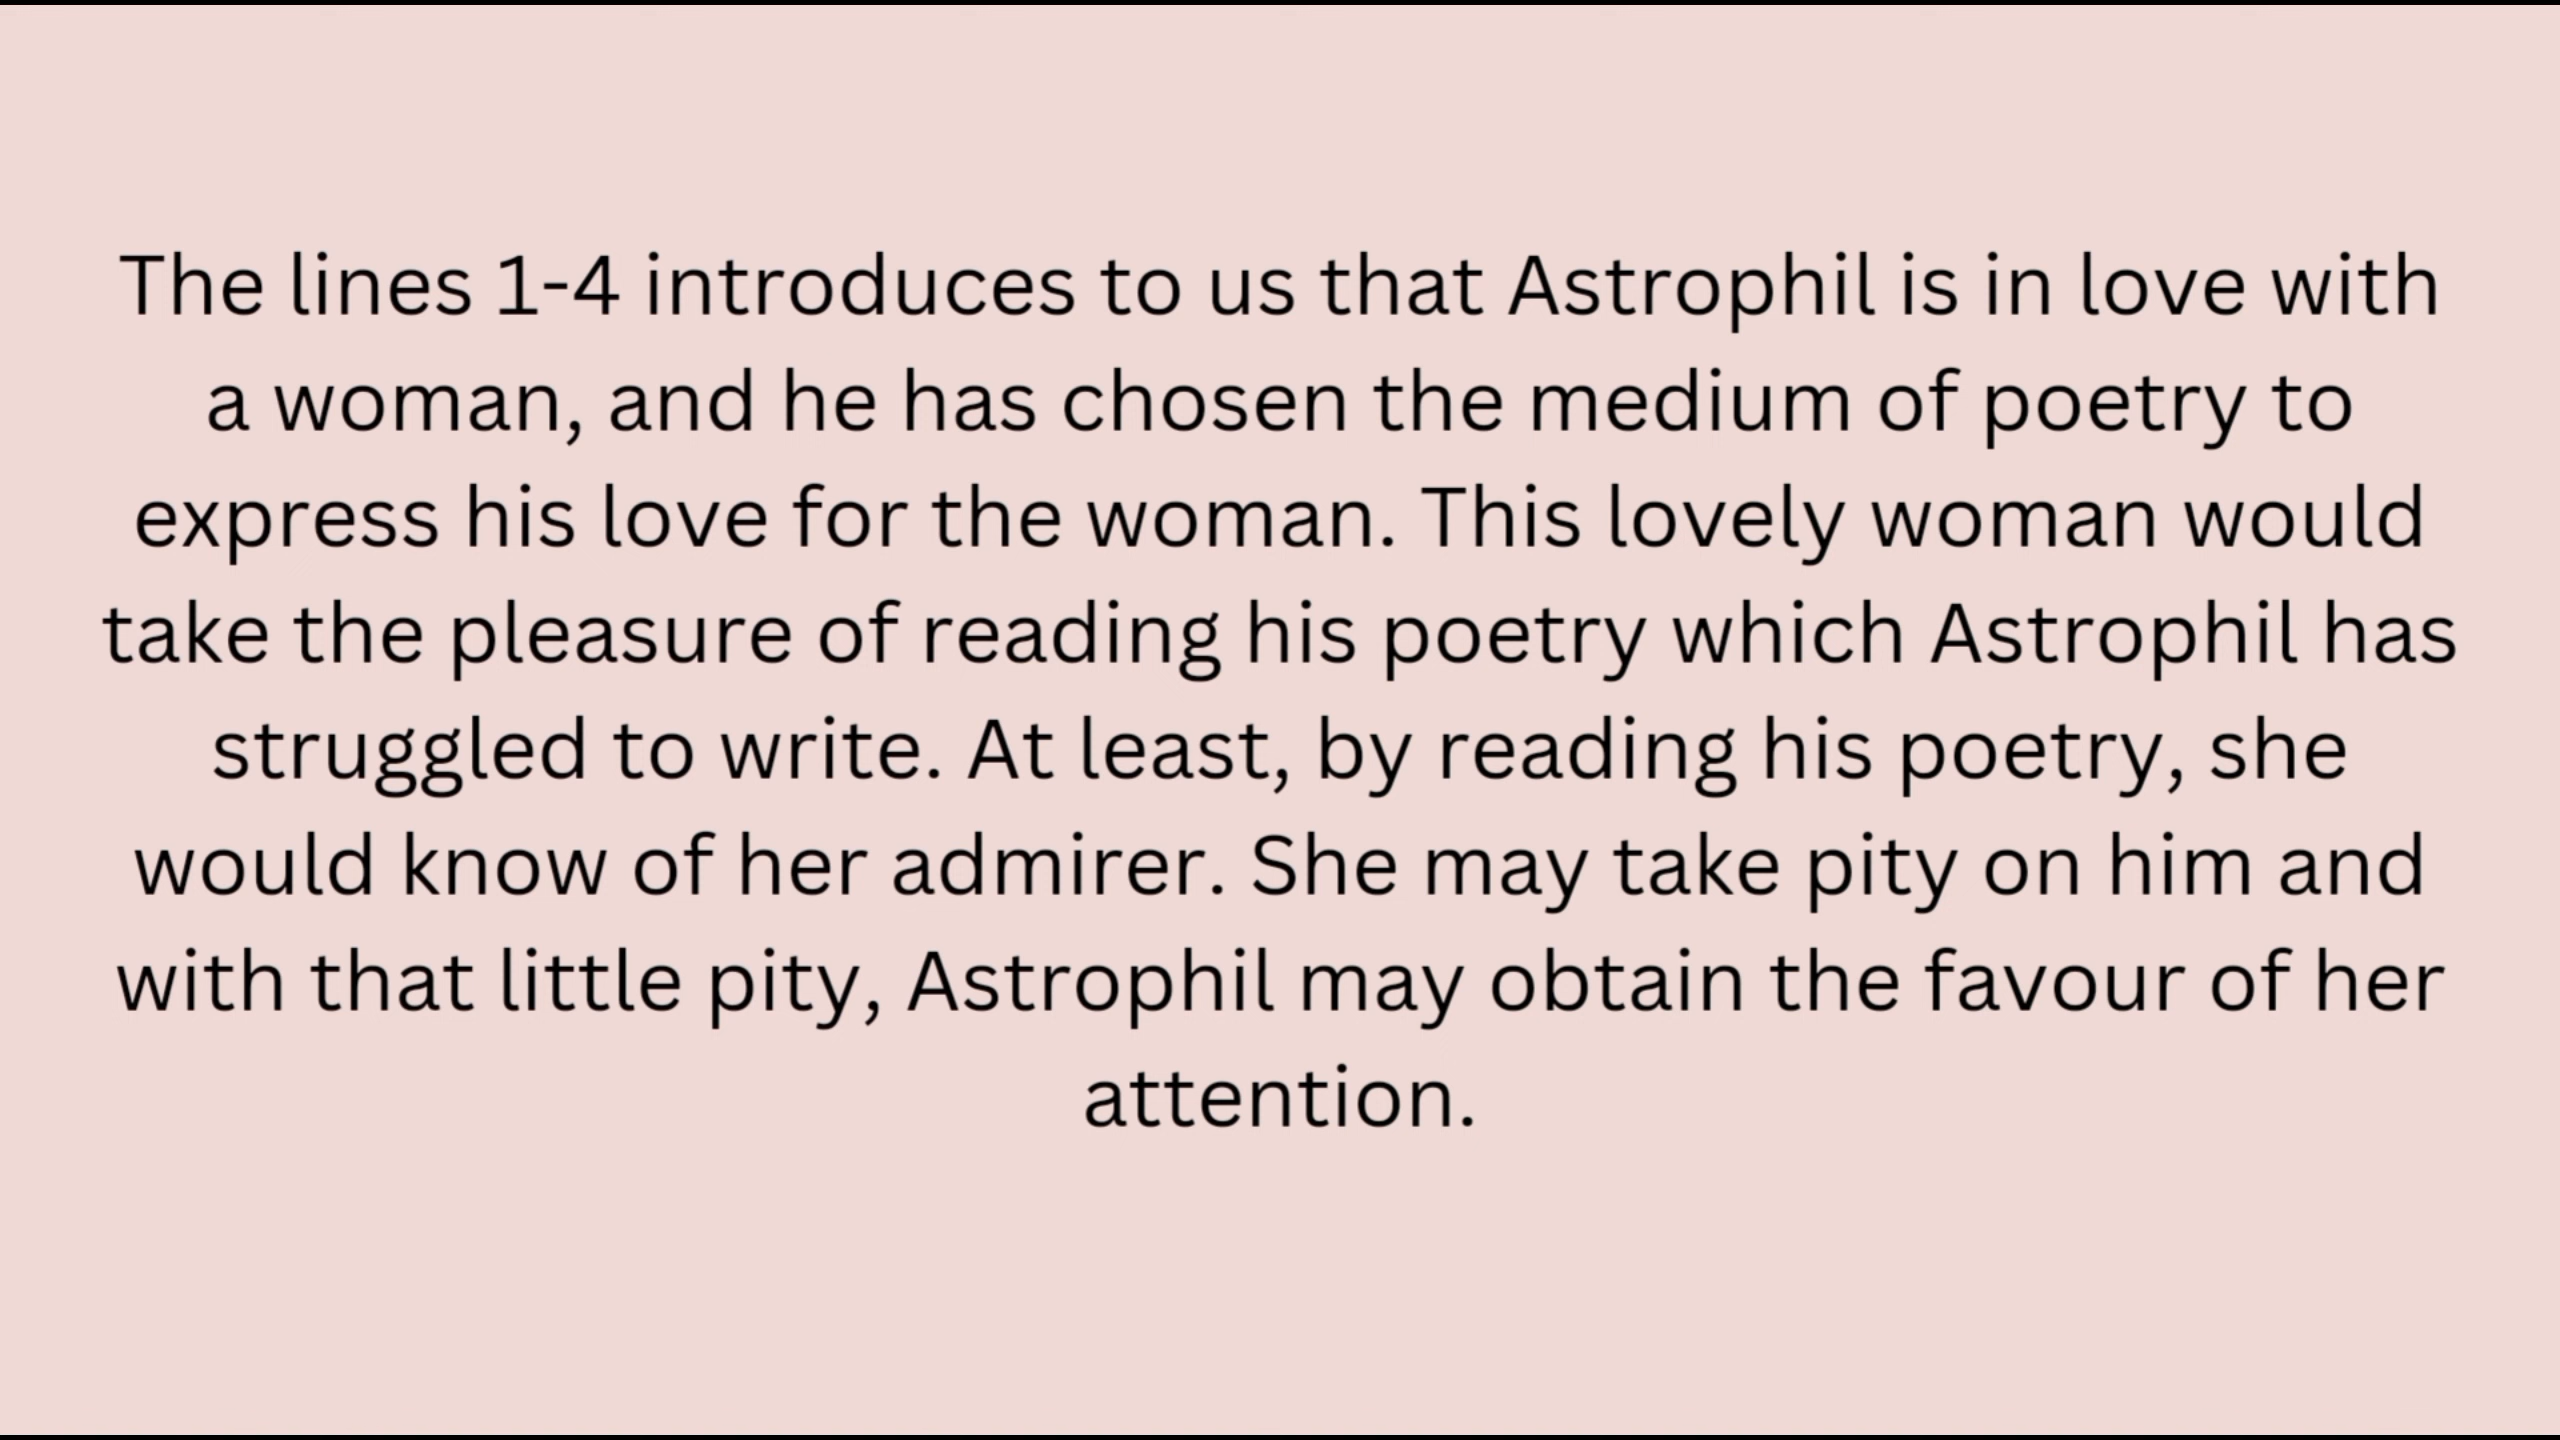 The lines 1-4 introduces to us that Astrophil is in love with
a woman, and he has chosen the medium of poetry to
express his love for the woman. This lovely woman would
take the pleasure of reading his poetry which Astrophil has
struggled to write. At least, by reading his poetry, she
would know of her admirer. She may take pity on him and
with that little pity, Astrophil may obtain the favour of her
attention.